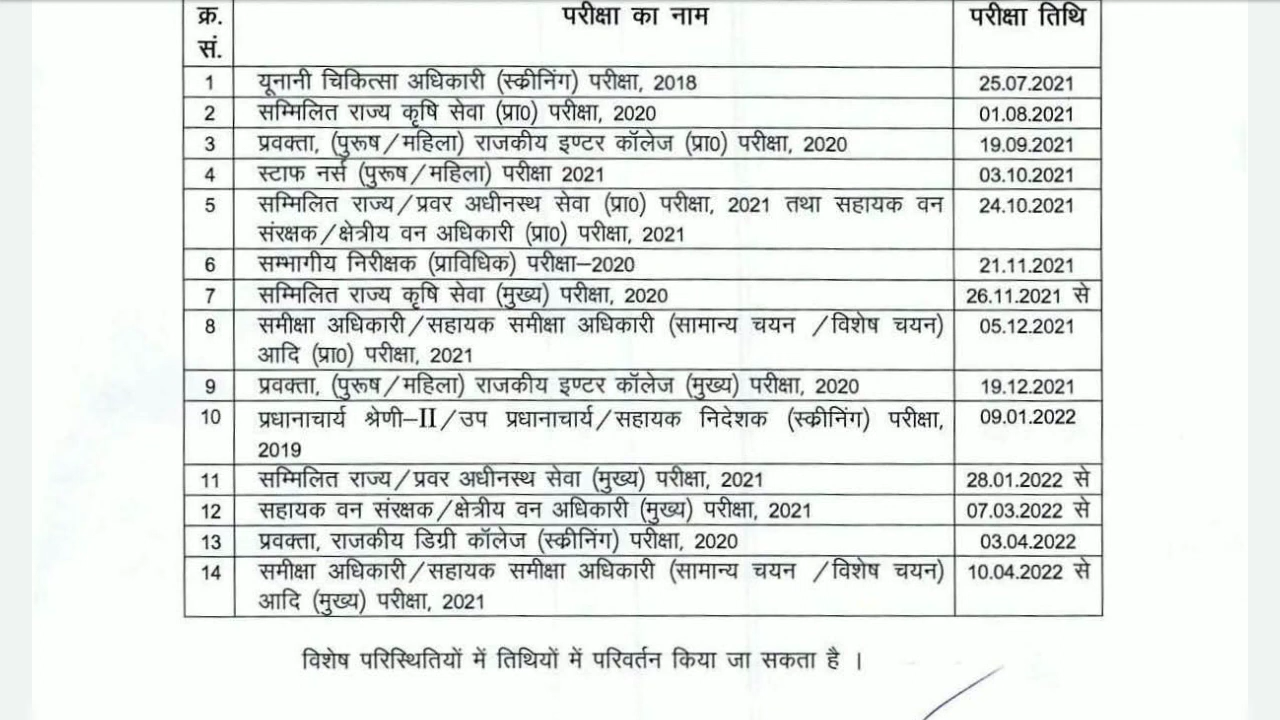 क्र. परीक्षा का नाम परीक्षा तिथि
सं.
1 यूनानी चिकित्सा अधिकारी (स्क्रीनिंग) परीक्षा, 2018 25.07.2021
2 सम्मिलित राज्य कृषि सेवा (प्रा0) परीक्षा, 2020 01.08.2021
3 प्रवक्ता, (पुरूष/महिला) राजकीय इण्टर कॉलेज (प्रा0) परीक्षा, 2020 19.09.2021
4 स्टाफ नर्स (पुरूष/महिला) परीक्षा 2021 03.10.2021
5 सम्मिलित राज्य/प्रवर अधीनस्थ सेवा (प्रा0) परीक्षा, 2021 तथा सहायक वन 24.10.2021
संरक्षक/क्षेत्रीय वन अधिकारी (प्रा0) परीक्षा, 2021
6 सम्भागीय निरीक्षक (प्राविधिक) परीक्षा–2020 21.11.2021
7 सम्मिलित राज्य कृषि सेवा (मुख्य) परीक्षा, 2020 26.11.2021 से
8 समीक्षा अधिकारी/सहायक समीक्षा अधिकारी (सामान्य चयन /विशेष चयन) 05.12.2021
आदि (प्रा0) परीक्षा, 2021
9 प्रवक्ता, (पुरूष/महिला) राजकीय इण्टर कॉलेज (मुख्य) परीक्षा, 2020 19.12.2021
10 प्रधानाचार्य श्रेणी–II/उप प्रधानाचार्य/सहायक निदेशक (स्क्रीनिंग) परीक्षा, 09.01.2022
2019
11 सम्मिलित राज्य/प्रवर अधीनस्थ सेवा (मुख्य) परीक्षा, 2021 28.01.2022 से
12 सहायक वन संरक्षक/क्षेत्रीय वन अधिकारी (मुख्य) परीक्षा, 2021 07.03.2022 से
13 प्रवक्ता, राजकीय डिग्री कॉलेज (स्क्रीनिंग) परीक्षा, 2020 03.04.2022
14 समीक्षा अधिकारी/सहायक समीक्षा अधिकारी (सामान्य चयन /विशेष चयन) 10.04.2022 से
आदि (मुख्य) परीक्षा, 2021
विशेष परिस्थितियों में तिथियों में परिवर्तन किया जा सकता है ।